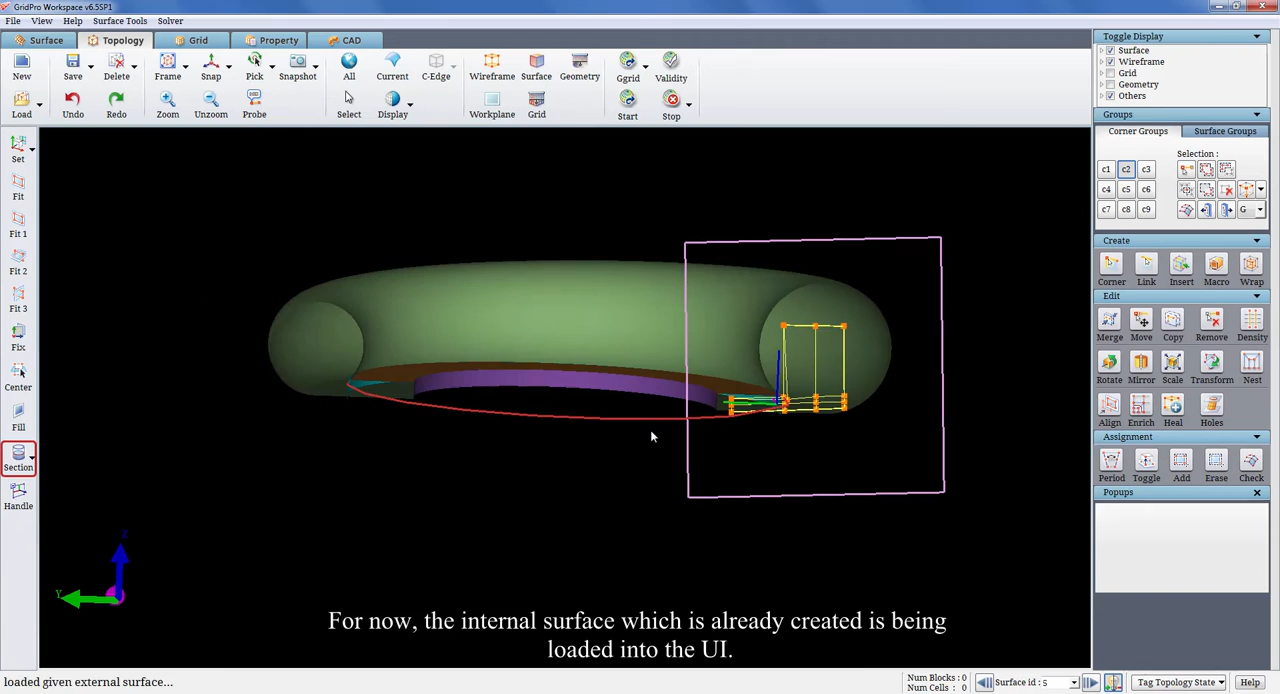 GridPro Workspace v6.5SP1
File View Help Surface Tools Solver
Surface Topology Grid Property CAD
New Save Delete Frame Snap Pick Snapshot All Current C-Edge Wireframe Surface Geometry Ggrid Validity
Load Undo Redo Zoom Unzoom Probe Select Display Workplane Grid Start Stop
Set
Fit
Fit 1
Fit 2
Fit 3
Fix
Center
Fill
Section
Handle
Toggle Display
Surface
Wireframe
Grid
Geometry
Others
Groups
Corner Groups Surface Groups
Selection :
c1 c2 c3
c4 c5 c6
c7 c8 c9 G
Create
Corner Link Insert Macro Wrap
Edit
Merge Move Copy Remove Density
Rotate Mirror Scale Transform Nest
Align Enrich Heal Holes
Assignment
Period Toggle Add Erase Check
Popups
Z
Y
For now, the internal surface which is already created is being
loaded into the UI.
loaded given external surface...
Num Blocks : 0
Num Cells : 0
Surface id : 5
Tag Topology State
Help